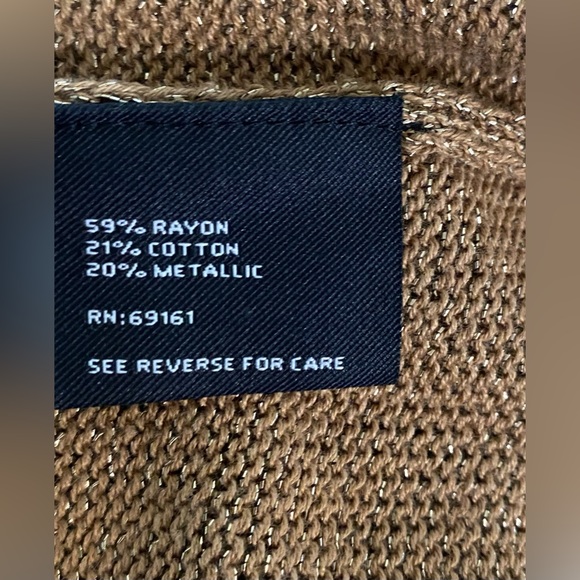 59% RAYON
21% COTTON
20% METALLIC
RN:69161
SEE REVERSE FOR CARE